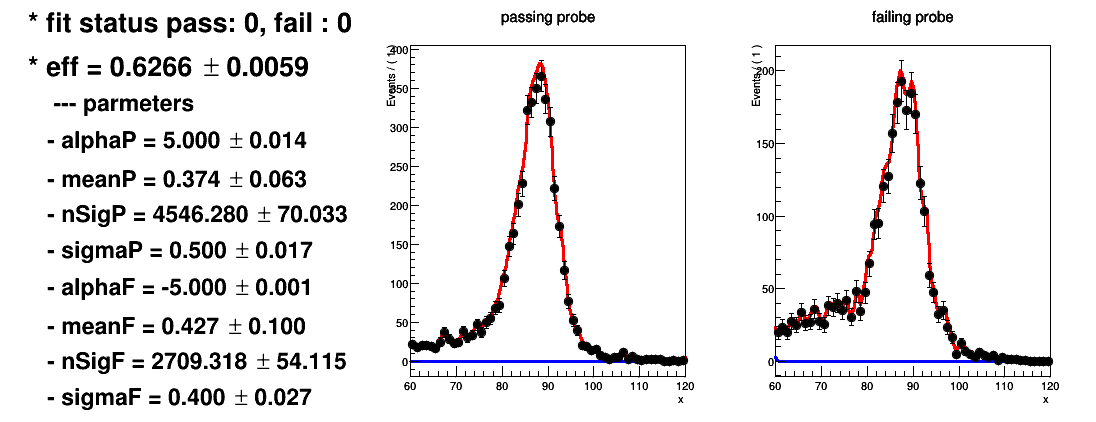 * fit status pass: 0, fail : 0
* eff = 0.6266 ± 0.0059
--- parmeters
- alphaP = 5.000 ± 0.014
- meanP = 0.374 ± 0.063
- nSigP = 4546.280 ± 70.033
- sigmaP = 0.500 ± 0.017
- alphaF = -5.000 ± 0.001
- meanF = 0.427 ± 0.100
- nSigF = 2709.318 ± 54.115
- sigmaF = 0.400 ± 0.027
passing probe
Events / ( 1 )
300
250
200
150
100
50
0
60 70 80 90 100 110 120
x
failing probe
Events / ( 1 )
200
150
100
50
0
60 70 80 90 100 110 120
x